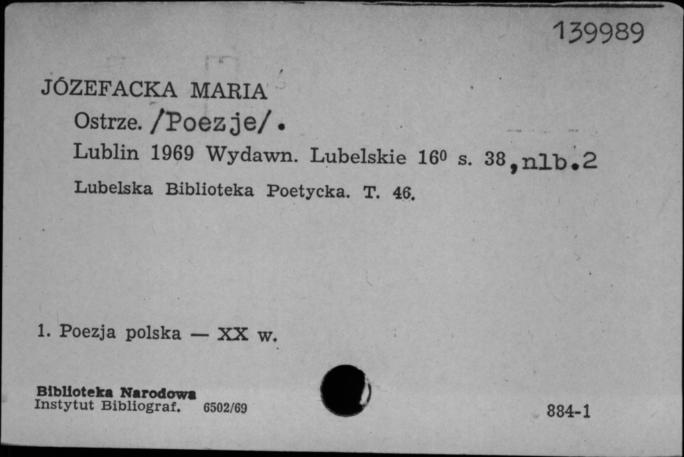 139989
JÓZEFACKA MARIA
Ostrze. /Poezje/.
Lublin 1969 Wydawn. Lubelskie 16⁰ s. 38, nlb.2
Lubelska Biblioteka Poetycka. T. 46.
1. Poezja polska — XX w.
Biblioteka Narodowa
Instytut Bibliograf. 6502/69
884-1